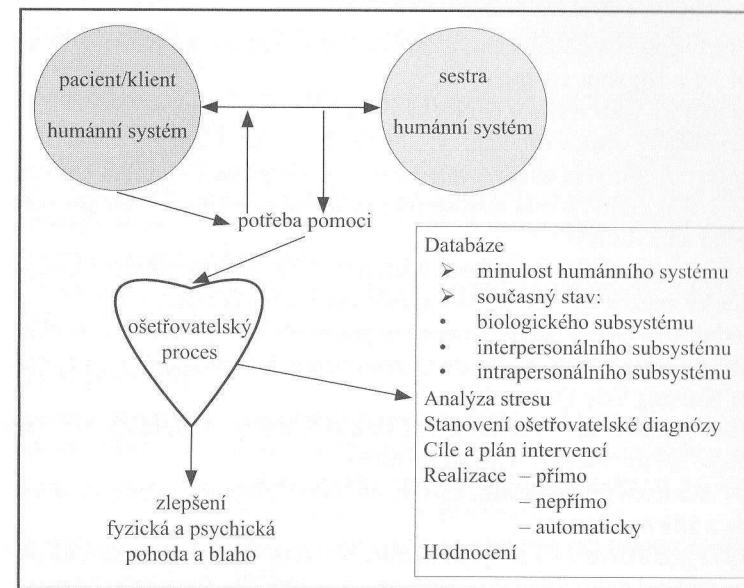 pacient/klient
humánní systém
sestra
humánní systém
potřeba pomoci
ošetřovatelský
proces
zlepšení
fyzická a psychická
pohoda a blaho
Databáze
➢ minulost humánního systému
➢ současný stav:
• biologického subsystému
• interpersonálního subsystému
• intrapersonálního subsystému
Analýza stresu
Stanovení ošetřovatelské diagnózy
Cíle a plán intervencí
Realizace – přímo
– nepřímo
– automaticky
Hodnocení